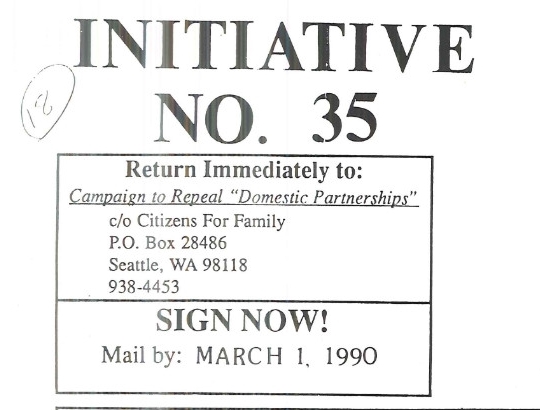 INITIATIVE
NO. 35
12
Return Immediately to:
Campaign to Repeal "Domestic Partnerships"
c/o Citizens For Family
P.O. Box 28486
Seattle, WA 98118
938-4453
SIGN NOW!
Mail by: MARCH 1, 1990